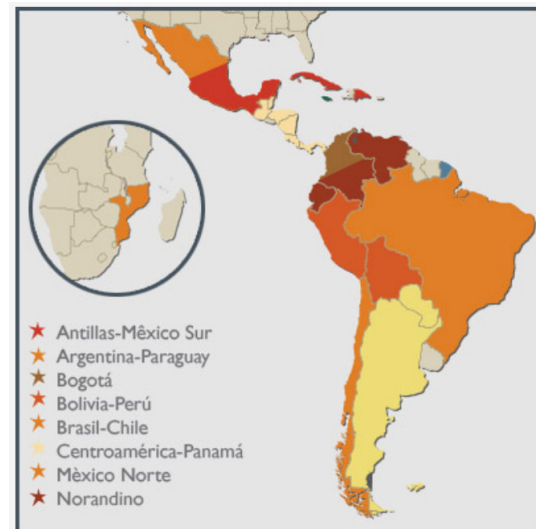 Antillas-Mêxico Sur
Argentina-Paraguay
Bogotá
Bolivia-Perú
Brasil-Chile
Centroamérica-Panamá
Mèxico Norte
Norandino